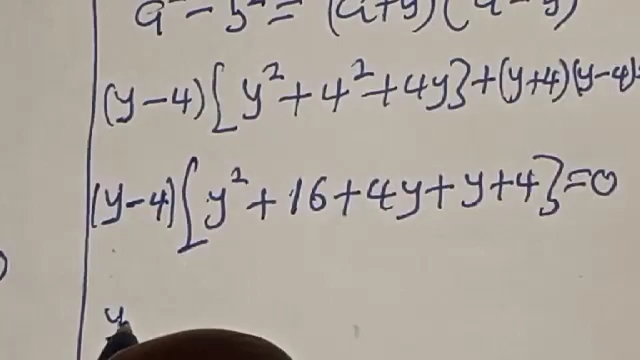 a² - b² = (a+y)(a-y)
(y-4)[y²+4²+4y}+(y+4)(y-4)=
(y-4)[y²+16+4y+y+4}=0
y